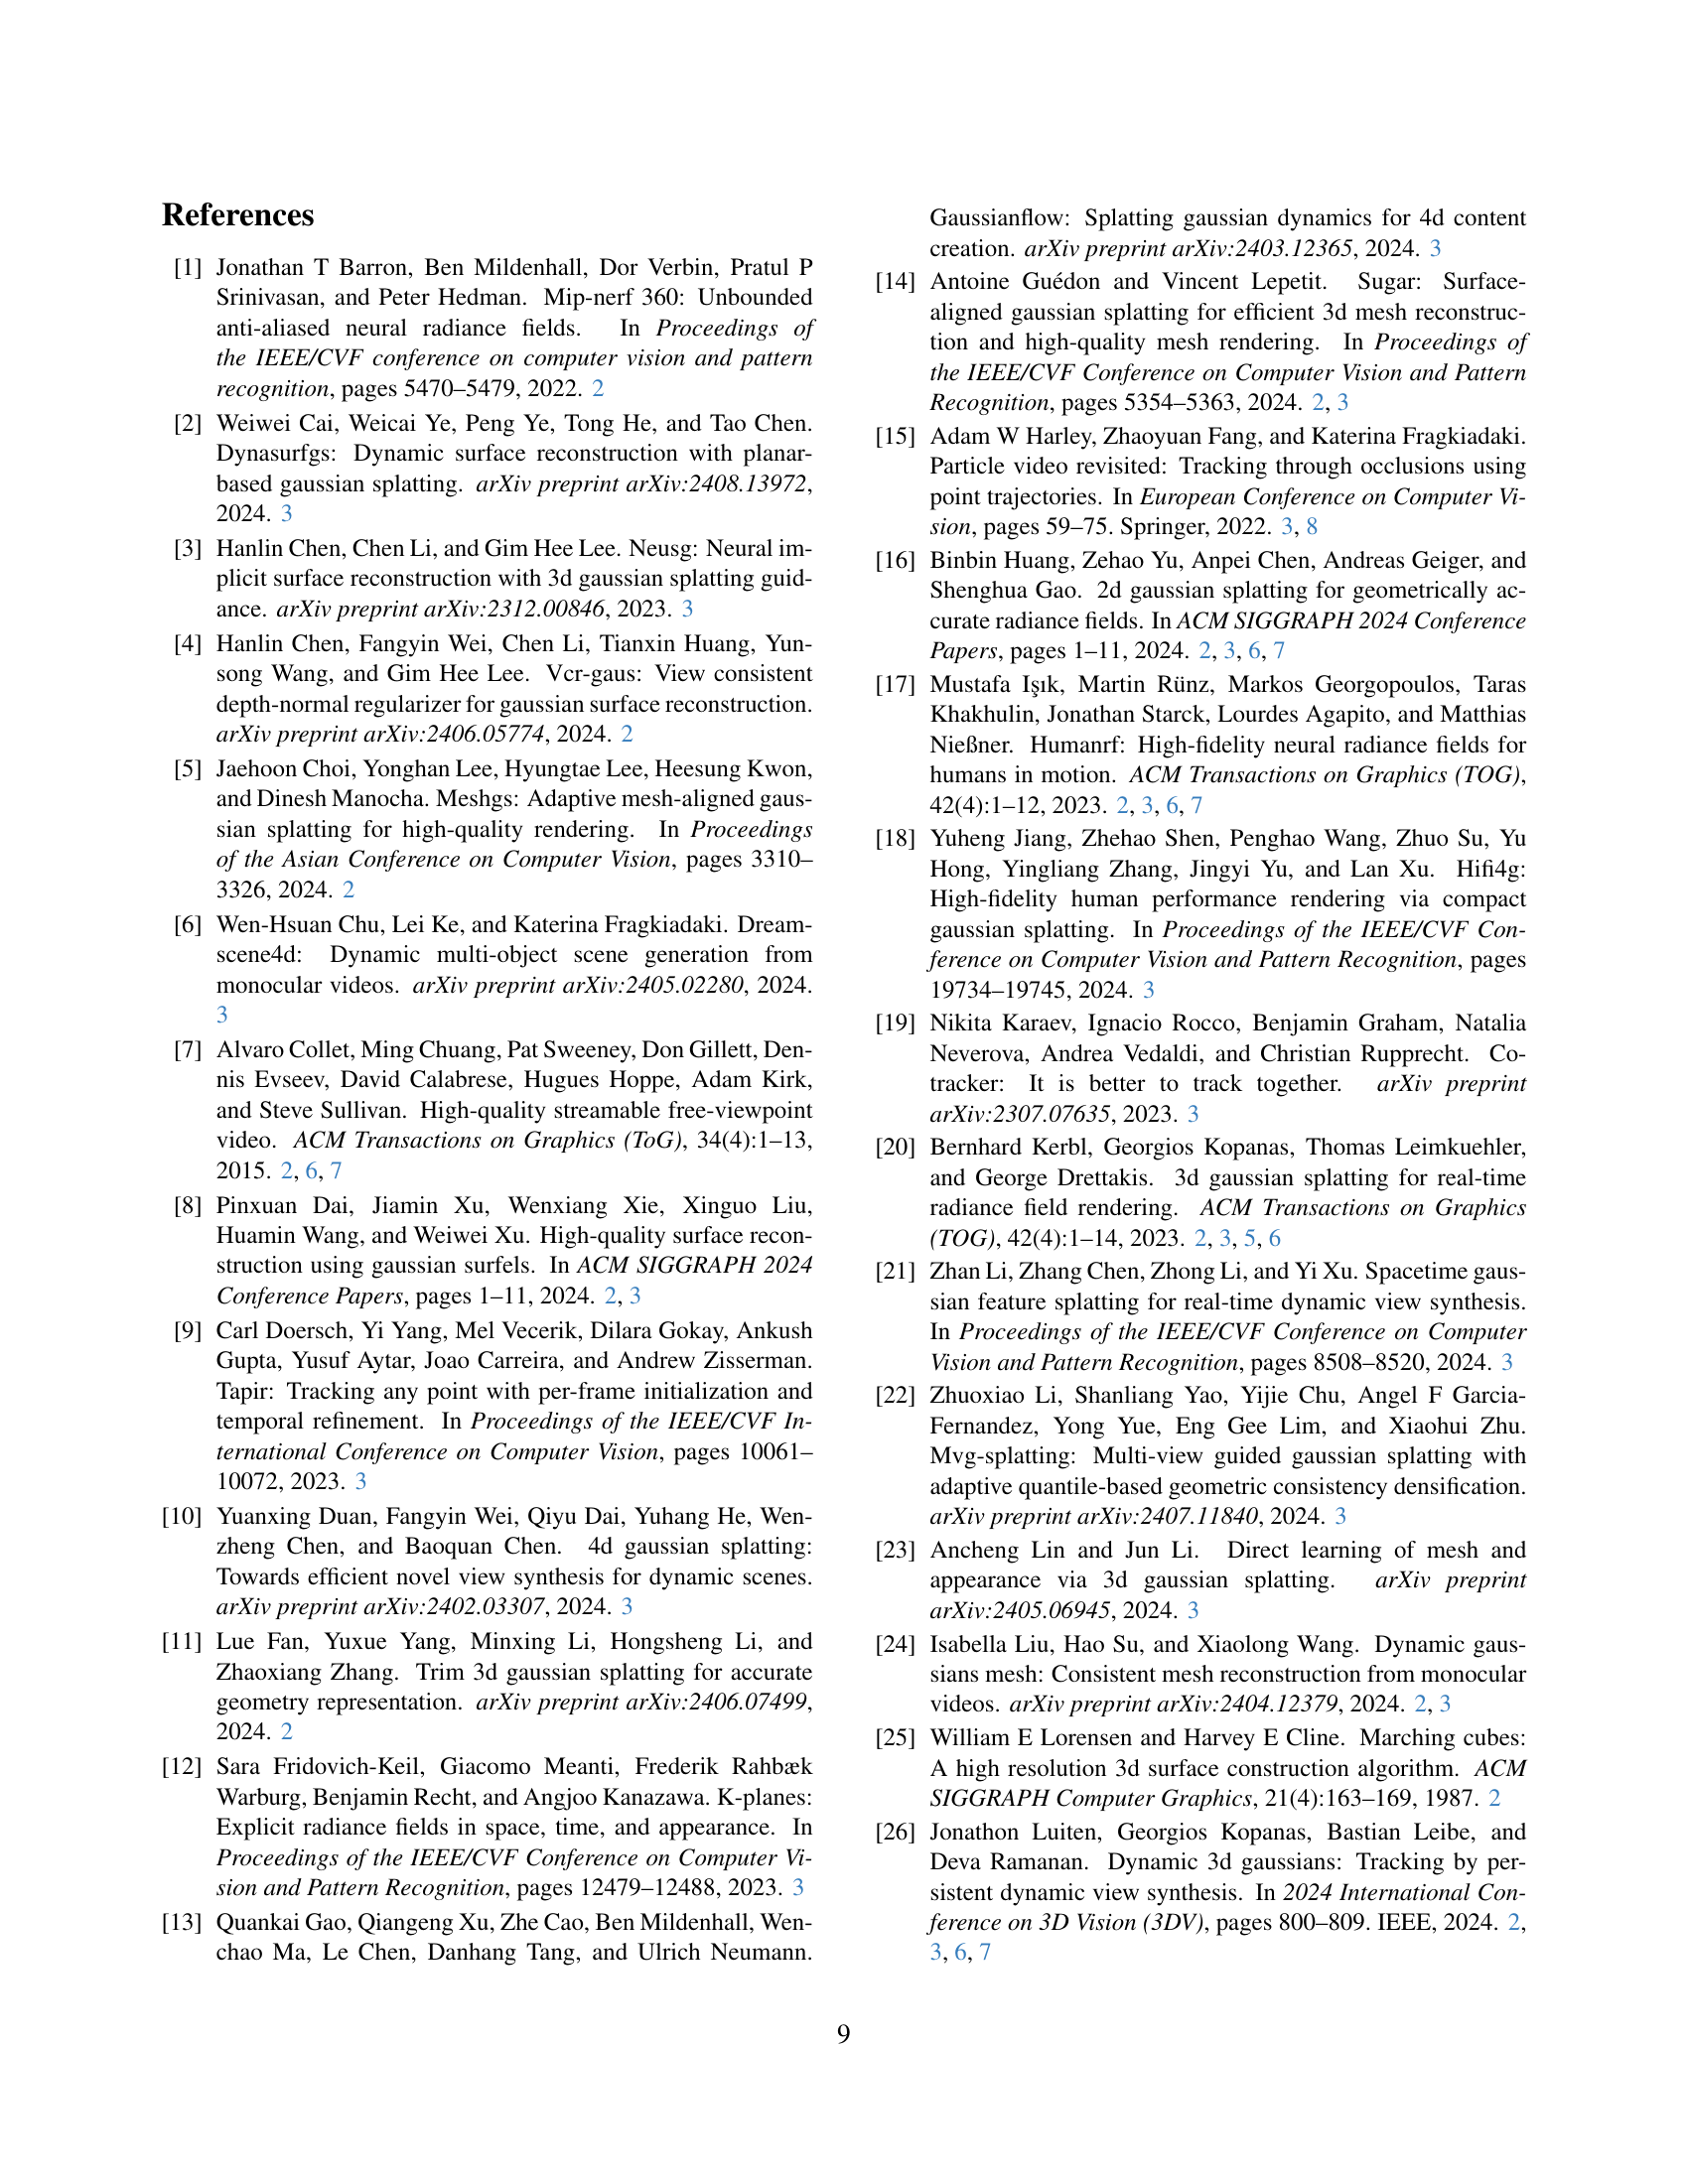 References
[1] Jonathan T Barron, Ben Mildenhall, Dor Verbin, Pratul P
Srinivasan, and Peter Hedman. Mip-nerf 360: Unbounded
anti-aliased neural radiance fields. In Proceedings of
the IEEE/CVF conference on computer vision and pattern
recognition, pages 5470–5479, 2022. 2
[2] Weiwei Cai, Weicai Ye, Peng Ye, Tong He, and Tao Chen.
Dynasurfgs: Dynamic surface reconstruction with planar-
based gaussian splatting. arXiv preprint arXiv:2408.13972,
2024. 3
[3] Hanlin Chen, Chen Li, and Gim Hee Lee. Neusg: Neural im-
plicit surface reconstruction with 3d gaussian splatting guid-
ance. arXiv preprint arXiv:2312.00846, 2023. 3
[4] Hanlin Chen, Fangyin Wei, Chen Li, Tianxin Huang, Yun-
song Wang, and Gim Hee Lee. Vcr-gaus: View consistent
depth-normal regularizer for gaussian surface reconstruction.
arXiv preprint arXiv:2406.05774, 2024. 2
[5] Jaehoon Choi, Yonghan Lee, Hyungtae Lee, Heesung Kwon,
and Dinesh Manocha. Meshgs: Adaptive mesh-aligned gaus-
sian splatting for high-quality rendering. In Proceedings
of the Asian Conference on Computer Vision, pages 3310–
3326, 2024. 2
[6] Wen-Hsuan Chu, Lei Ke, and Katerina Fragkiadaki. Dream-
scene4d: Dynamic multi-object scene generation from
monocular videos. arXiv preprint arXiv:2405.02280, 2024.
3
[7] Alvaro Collet, Ming Chuang, Pat Sweeney, Don Gillett, Den-
nis Evseev, David Calabrese, Hugues Hoppe, Adam Kirk,
and Steve Sullivan. High-quality streamable free-viewpoint
video. ACM Transactions on Graphics (ToG), 34(4):1–13,
2015. 2, 6, 7
[8] Pinxuan Dai, Jiamin Xu, Wenxiang Xie, Xinguo Liu,
Huamin Wang, and Weiwei Xu. High-quality surface recon-
struction using gaussian surfels. In ACM SIGGRAPH 2024
Conference Papers, pages 1–11, 2024. 2, 3
[9] Carl Doersch, Yi Yang, Mel Vecerik, Dilara Gokay, Ankush
Gupta, Yusuf Aytar, Joao Carreira, and Andrew Zisserman.
Tapir: Tracking any point with per-frame initialization and
temporal refinement. In Proceedings of the IEEE/CVF In-
ternational Conference on Computer Vision, pages 10061–
10072, 2023. 3
[10] Yuanxing Duan, Fangyin Wei, Qiyu Dai, Yuhang He, Wen-
zheng Chen, and Baoquan Chen. 4d gaussian splatting:
Towards efficient novel view synthesis for dynamic scenes.
arXiv preprint arXiv:2402.03307, 2024. 3
[11] Lue Fan, Yuxue Yang, Minxing Li, Hongsheng Li, and
Zhaoxiang Zhang. Trim 3d gaussian splatting for accurate
geometry representation. arXiv preprint arXiv:2406.07499,
2024. 2
[12] Sara Fridovich-Keil, Giacomo Meanti, Frederik Rahbæk
Warburg, Benjamin Recht, and Angjoo Kanazawa. K-planes:
Explicit radiance fields in space, time, and appearance. In
Proceedings of the IEEE/CVF Conference on Computer Vi-
sion and Pattern Recognition, pages 12479–12488, 2023. 3
[13] Quankai Gao, Qiangeng Xu, Zhe Cao, Ben Mildenhall, Wen-
chao Ma, Le Chen, Danhang Tang, and Ulrich Neumann.
Gaussianflow: Splatting gaussian dynamics for 4d content
creation. arXiv preprint arXiv:2403.12365, 2024. 3
[14] Antoine Guédon and Vincent Lepetit. Sugar: Surface-
aligned gaussian splatting for efficient 3d mesh reconstruc-
tion and high-quality mesh rendering. In Proceedings of
the IEEE/CVF Conference on Computer Vision and Pattern
Recognition, pages 5354–5363, 2024. 2, 3
[15] Adam W Harley, Zhaoyuan Fang, and Katerina Fragkiadaki.
Particle video revisited: Tracking through occlusions using
point trajectories. In European Conference on Computer Vi-
sion, pages 59–75. Springer, 2022. 3, 8
[16] Binbin Huang, Zehao Yu, Anpei Chen, Andreas Geiger, and
Shenghua Gao. 2d gaussian splatting for geometrically ac-
curate radiance fields. In ACM SIGGRAPH 2024 Conference
Papers, pages 1–11, 2024. 2, 3, 6, 7
[17] Mustafa Işık, Martin Rünz, Markos Georgopoulos, Taras
Khakhulin, Jonathan Starck, Lourdes Agapito, and Matthias
Nießner. Humanrf: High-fidelity neural radiance fields for
humans in motion. ACM Transactions on Graphics (TOG),
42(4):1–12, 2023. 2, 3, 6, 7
[18] Yuheng Jiang, Zhehao Shen, Penghao Wang, Zhuo Su, Yu
Hong, Yingliang Zhang, Jingyi Yu, and Lan Xu. Hifi4g:
High-fidelity human performance rendering via compact
gaussian splatting. In Proceedings of the IEEE/CVF Con-
ference on Computer Vision and Pattern Recognition, pages
19734–19745, 2024. 3
[19] Nikita Karaev, Ignacio Rocco, Benjamin Graham, Natalia
Neverova, Andrea Vedaldi, and Christian Rupprecht. Co-
tracker: It is better to track together. arXiv preprint
arXiv:2307.07635, 2023. 3
[20] Bernhard Kerbl, Georgios Kopanas, Thomas Leimkuehler,
and George Drettakis. 3d gaussian splatting for real-time
radiance field rendering. ACM Transactions on Graphics
(TOG), 42(4):1–14, 2023. 2, 3, 5, 6
[21] Zhan Li, Zhang Chen, Zhong Li, and Yi Xu. Spacetime gaus-
sian feature splatting for real-time dynamic view synthesis.
In Proceedings of the IEEE/CVF Conference on Computer
Vision and Pattern Recognition, pages 8508–8520, 2024. 3
[22] Zhuoxiao Li, Shanliang Yao, Yijie Chu, Angel F Garcia-
Fernandez, Yong Yue, Eng Gee Lim, and Xiaohui Zhu.
Mvg-splatting: Multi-view guided gaussian splatting with
adaptive quantile-based geometric consistency densification.
arXiv preprint arXiv:2407.11840, 2024. 3
[23] Ancheng Lin and Jun Li. Direct learning of mesh and
appearance via 3d gaussian splatting. arXiv preprint
arXiv:2405.06945, 2024. 3
[24] Isabella Liu, Hao Su, and Xiaolong Wang. Dynamic gaus-
sians mesh: Consistent mesh reconstruction from monocular
videos. arXiv preprint arXiv:2404.12379, 2024. 2, 3
[25] William E Lorensen and Harvey E Cline. Marching cubes:
A high resolution 3d surface construction algorithm. ACM
SIGGRAPH Computer Graphics, 21(4):163–169, 1987. 2
[26] Jonathon Luiten, Georgios Kopanas, Bastian Leibe, and
Deva Ramanan. Dynamic 3d gaussians: Tracking by per-
sistent dynamic view synthesis. In 2024 International Con-
ference on 3D Vision (3DV), pages 800–809. IEEE, 2024. 2,
3, 6, 7
9